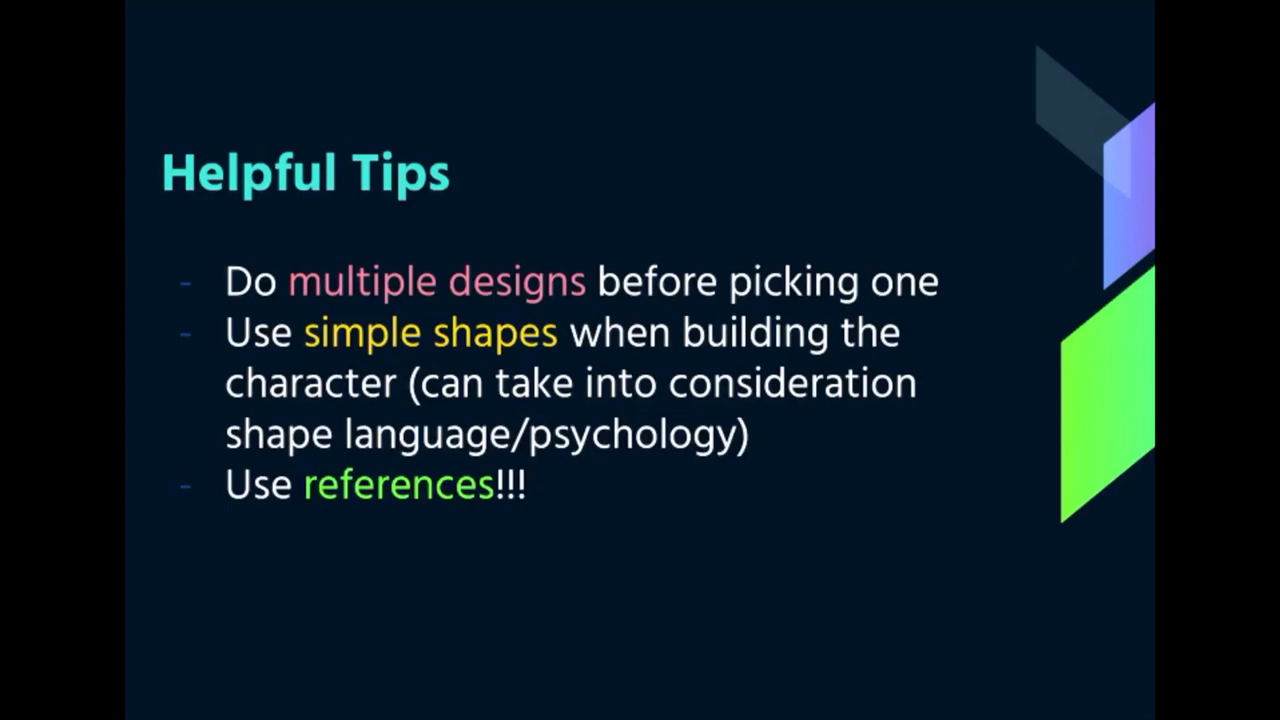 Helpful Tips
- Do multiple designs before picking one
- Use simple shapes when building the
character (can take into consideration
shape language/psychology)
- Use references!!!